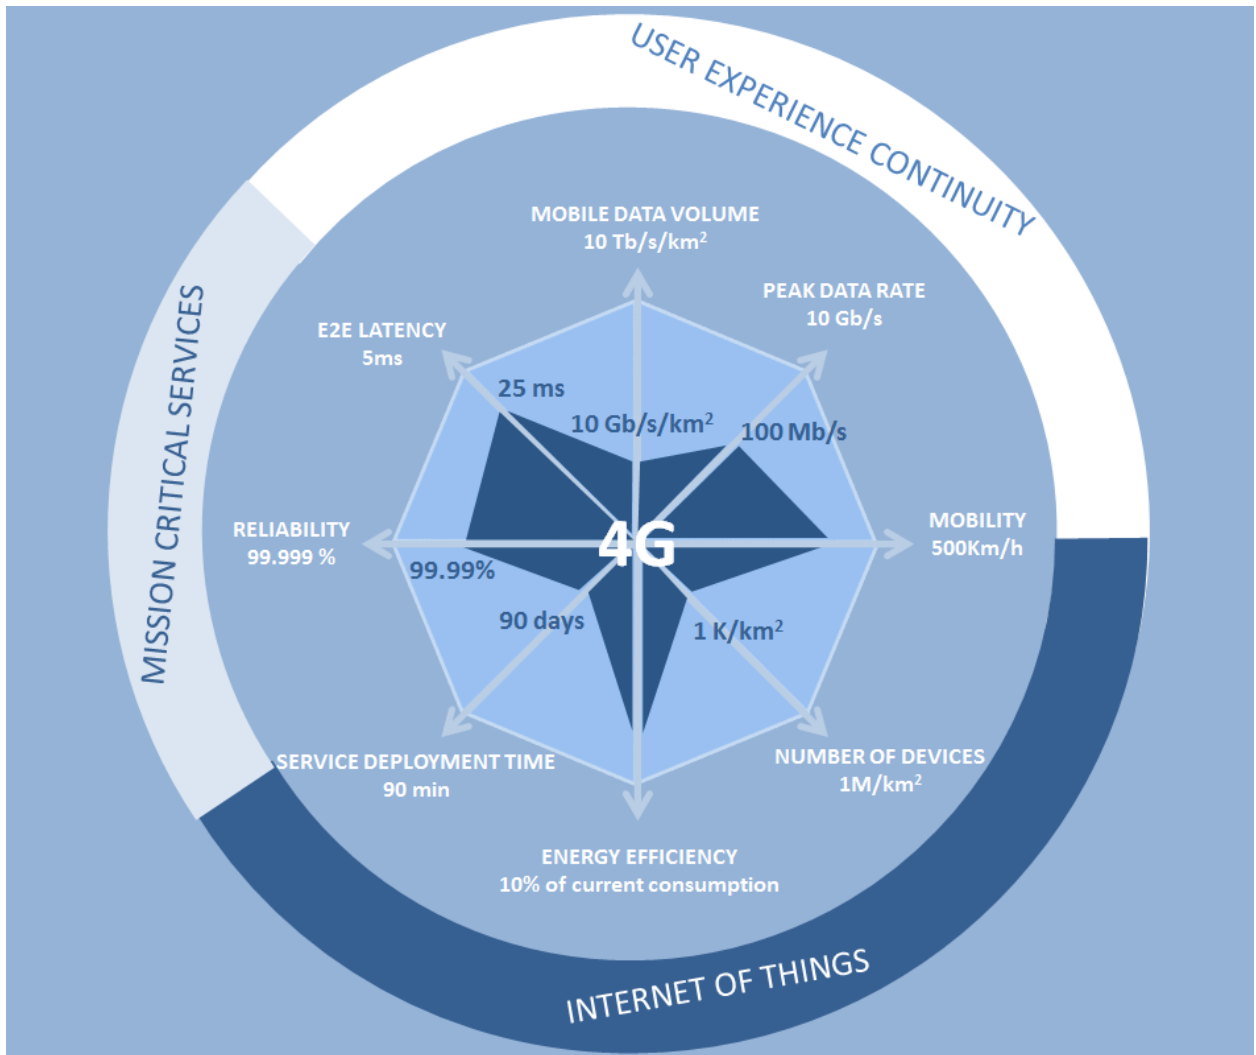 USER EXPERIENCE CONTINUITY
MOBILE DATA VOLUME
10 Tb/s/km²
PEAK DATA RATE
10 Gb/s
E2E LATENCY
5ms
25 ms
10 Gb/s/km²
100 Mb/s
MISSION CRITICAL SERVICES
RELIABILITY
99.999 %
4G
MOBILITY
500Km/h
99.99%
90 days
1 K/km²
SERVICE DEPLOYMENT TIME
90 min
NUMBER OF DEVICES
1M/km²
ENERGY EFFICIENCY
10% of current consumption
INTERNET OF THINGS